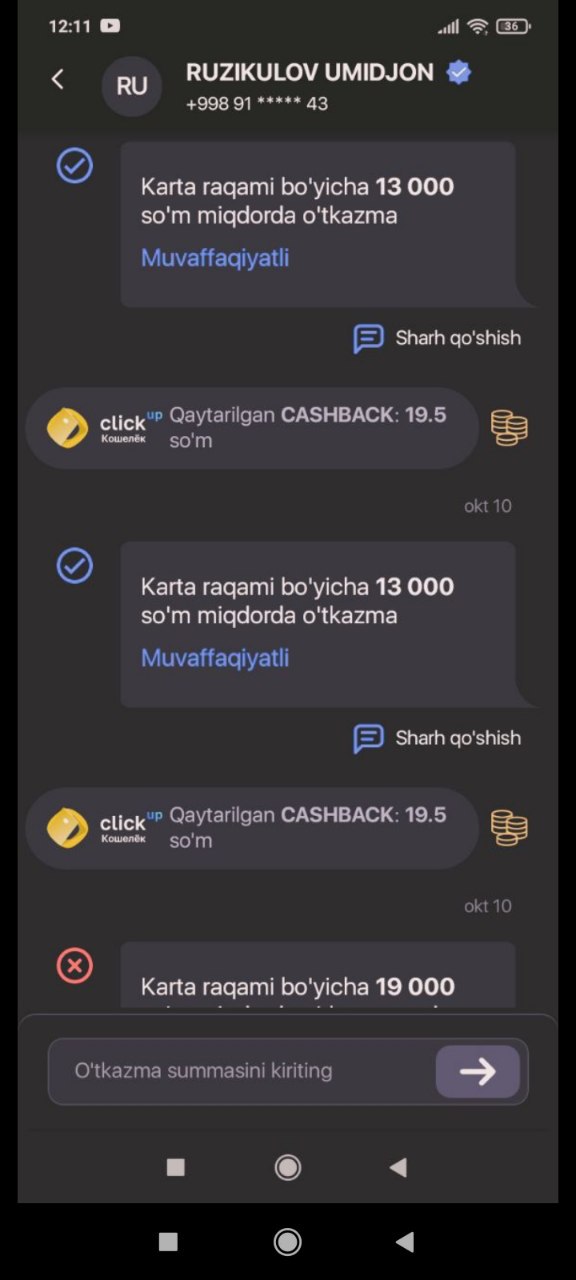 12:11
36
RU
RUZIKULOV UMIDJON
+998 91 ***** 43
Karta raqami bo'yicha 13 000
so'm miqdorda o'tkazma
Muvaffaqiyatli
Sharh qo'shish
click up
Кошелёк
Qaytarilgan CASHBACK: 19.5
so'm
okt 10
Karta raqami bo'yicha 13 000
so'm miqdorda o'tkazma
Muvaffaqiyatli
Sharh qo'shish
click up
Кошелёк
Qaytarilgan CASHBACK: 19.5
so'm
okt 10
Karta raqami bo'yicha 19 000
O'tkazma summasini kiriting